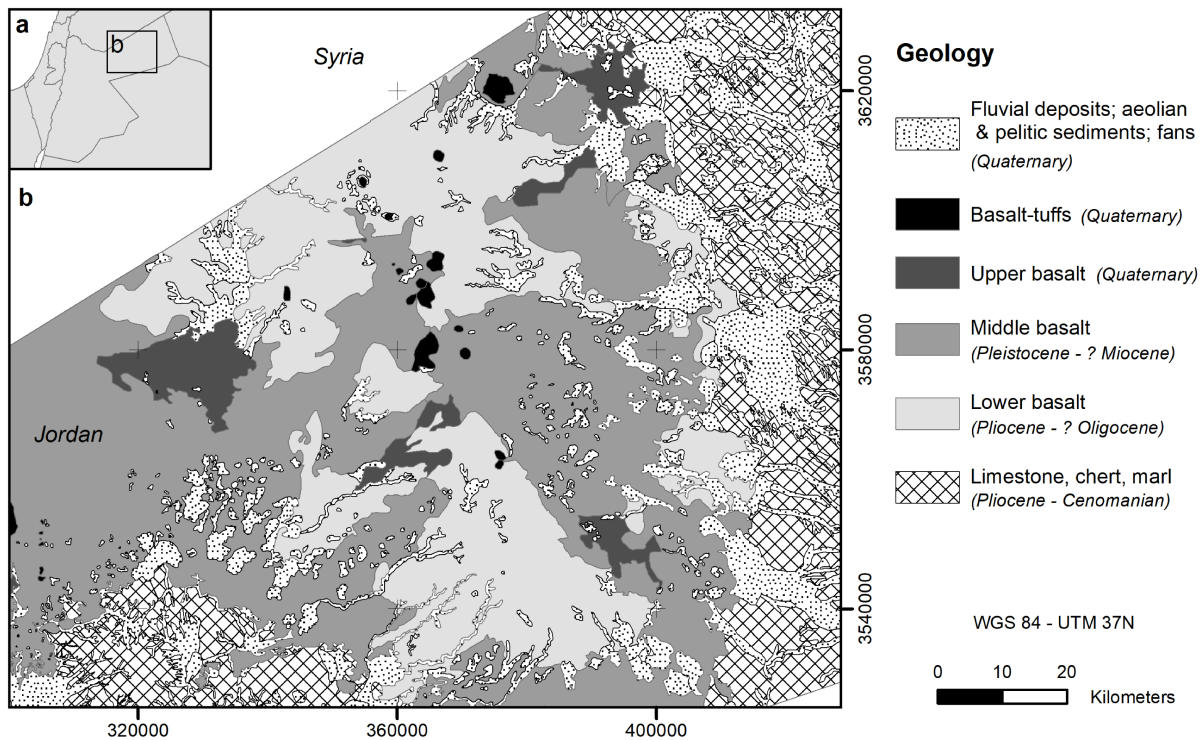 a
b
Syria
b
Jordan
3620000
3580000
3540000
320000
360000
400000
Geology
Fluvial deposits; aeolian
& pelitic sediments; fans
(Quaternary)
Basalt-tuffs (Quaternary)
Upper basalt (Quaternary)
Middle basalt
(Pleistocene - ? Miocene)
Lower basalt
(Pliocene - ? Oligocene)
Limestone, chert, marl
(Pliocene - Cenomanian)
WGS 84 - UTM 37N
0 10 20
Kilometers